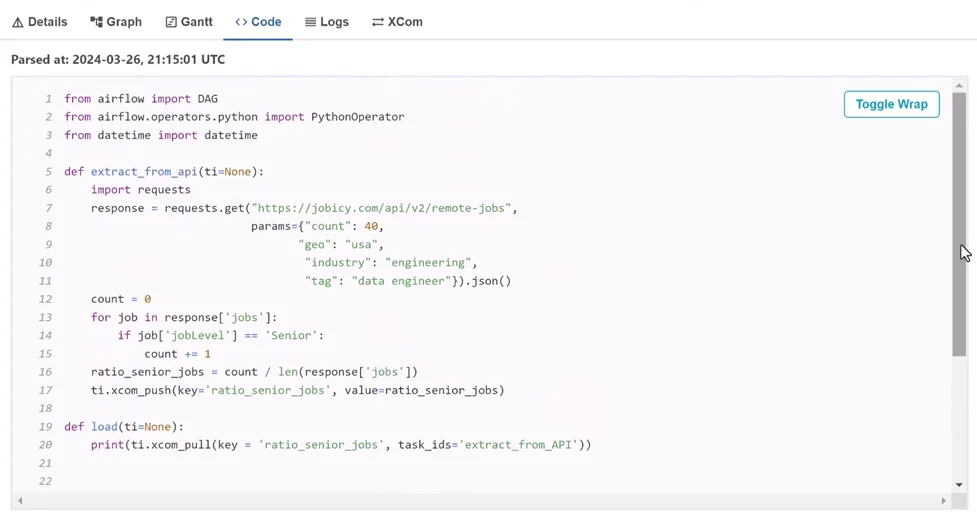 Details Graph Gantt <> Code Logs XCom
Parsed at: 2024-03-26, 21:15:01 UTC
Toggle Wrap
1 from airflow import DAG
2 from airflow.operators.python import PythonOperator
3 from datetime import datetime
4
5 def extract_from_api(ti=None):
6     import requests
7     response = requests.get("https://jobicy.com/api/v2/remote-jobs",
8                             params={"count": 40,
9                                    "geo": "usa",
10                                    "industry": "engineering",
11                                    "tag": "data engineer"}).json()
12     count = 0
13     for job in response['jobs']:
14         if job['jobLevel'] == 'Senior':
15             count += 1
16     ratio_senior_jobs = count / len(response['jobs'])
17     ti.xcom_push(key='ratio_senior_jobs', value=ratio_senior_jobs)
18
19 def load(ti=None):
20     print(ti.xcom_pull(key = 'ratio_senior_jobs', task_ids='extract_from_API'))
21
22